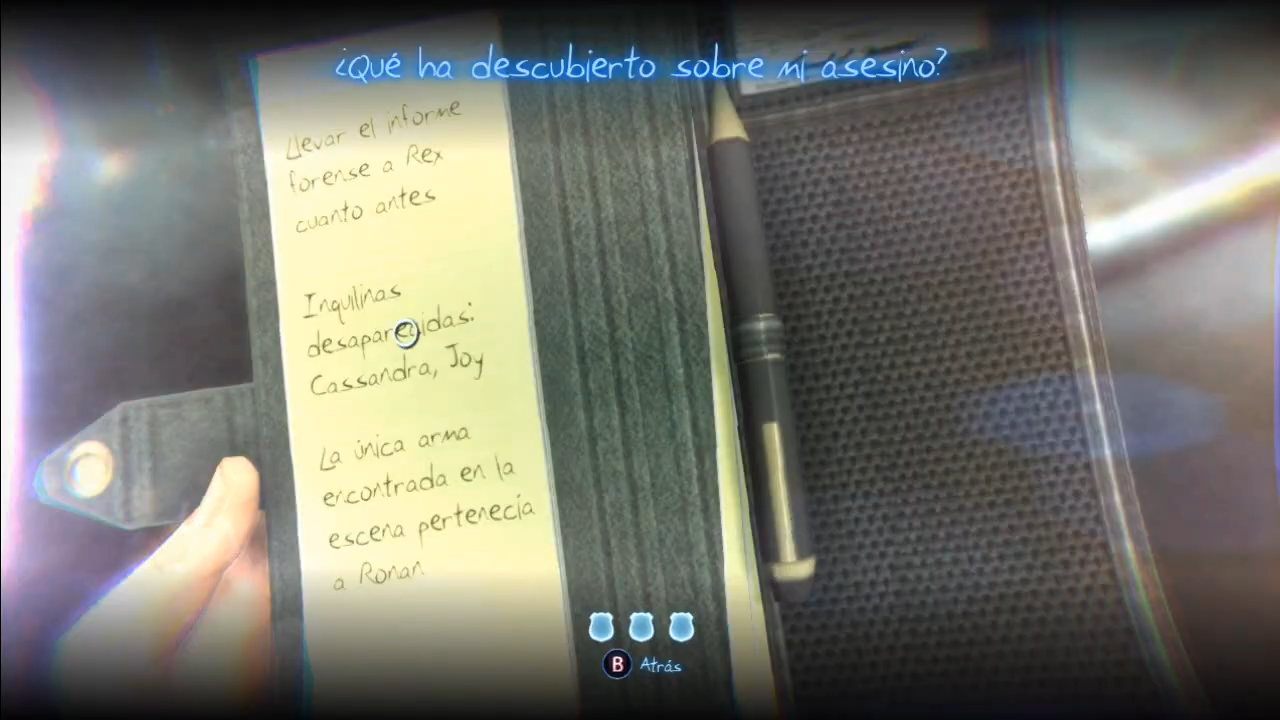 ¿Qué ha descubierto sobre mi asesino?
Llevar el informe
forense a Rex
cuanto antes
Inquilinas
desaparecidas:
Cassandra, Joy
La única arma
encontrada en la
escena pertenecía
a Ronan
B Atrás